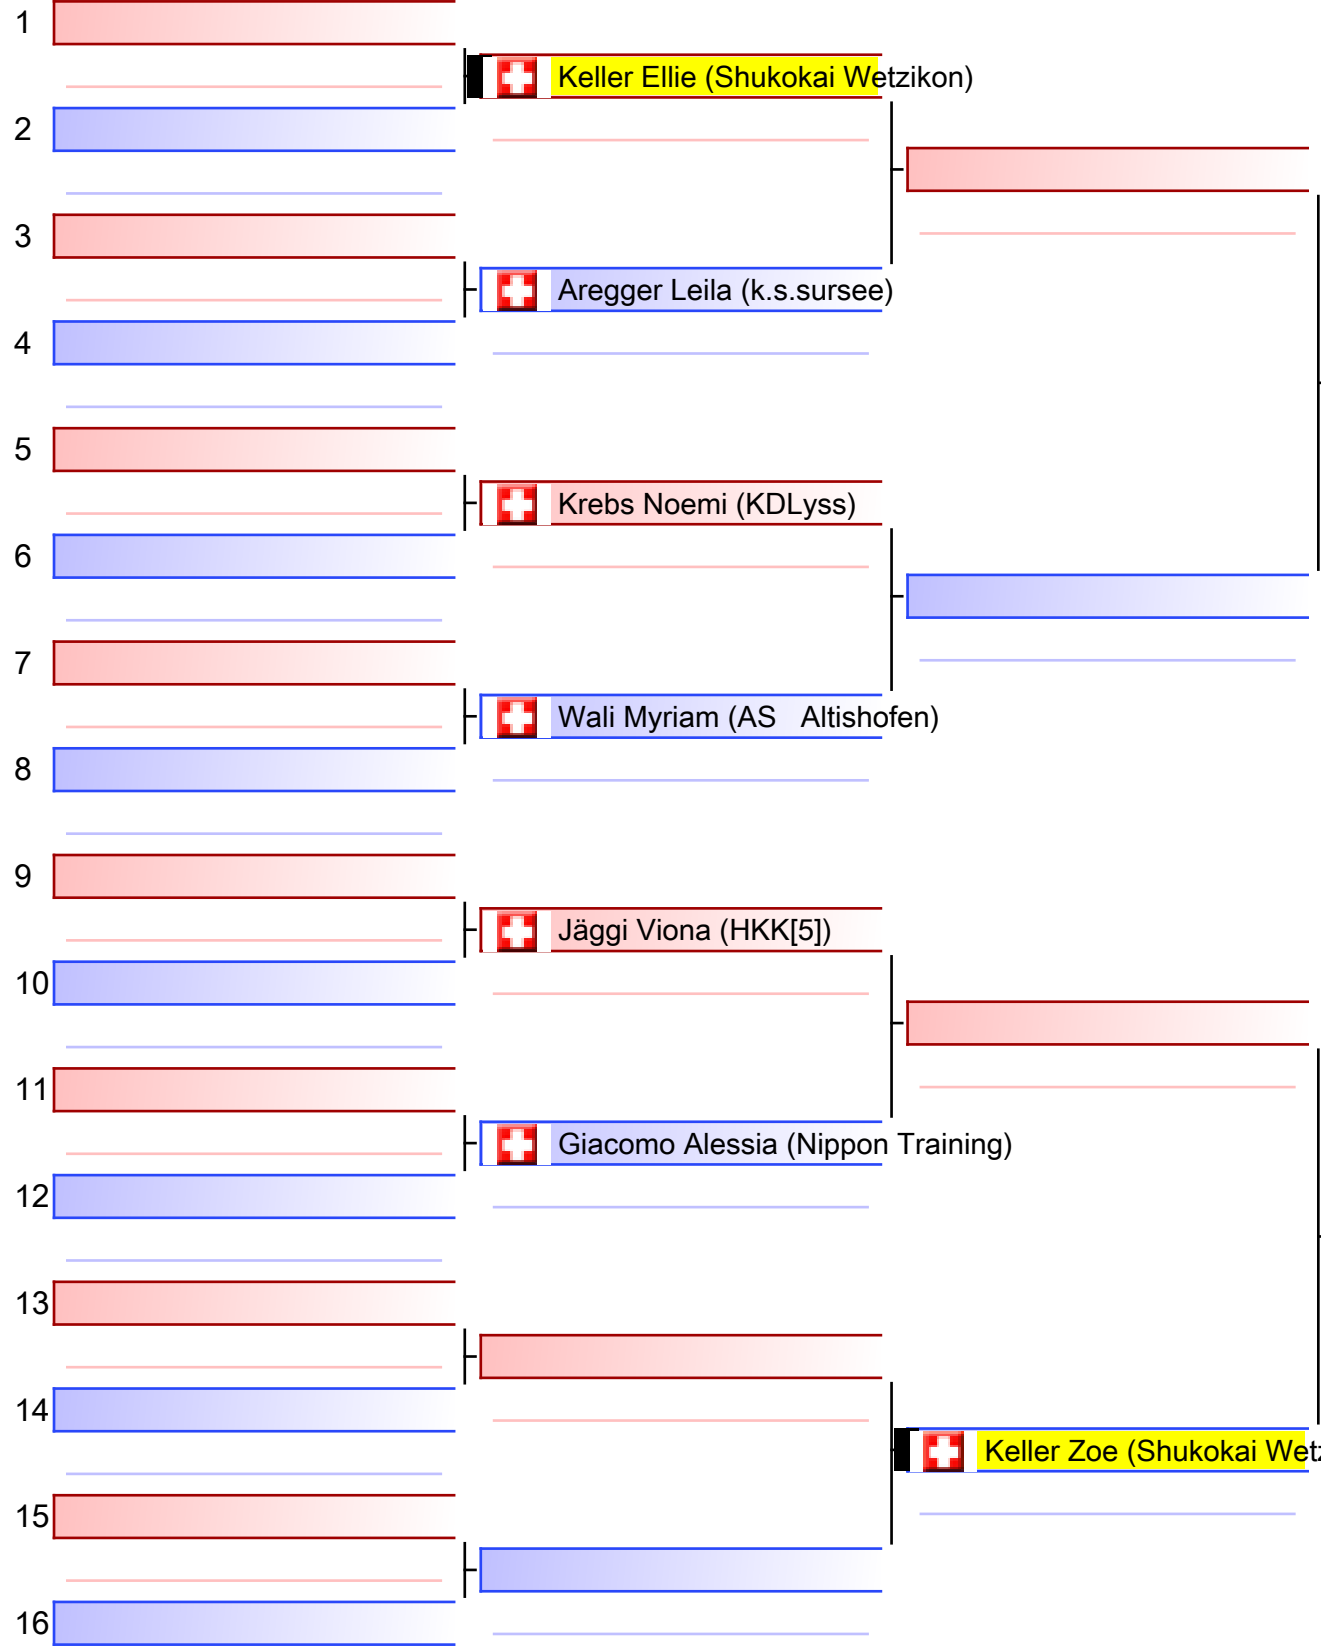 1
Keller Ellie (Shukokai Wetzikon)
2
3
Aregger Leila (k.s.sursee)
4
5
Krebs Noemi (KDLyss)
6
7
Wali Myriam (AS Altishofen)
8
9
Jäggi Viona (HKK[5])
10
11
Giacomo Alessia (Nippon Training)
12
13
14
Keller Zoe (Shukokai Wetz
15
16